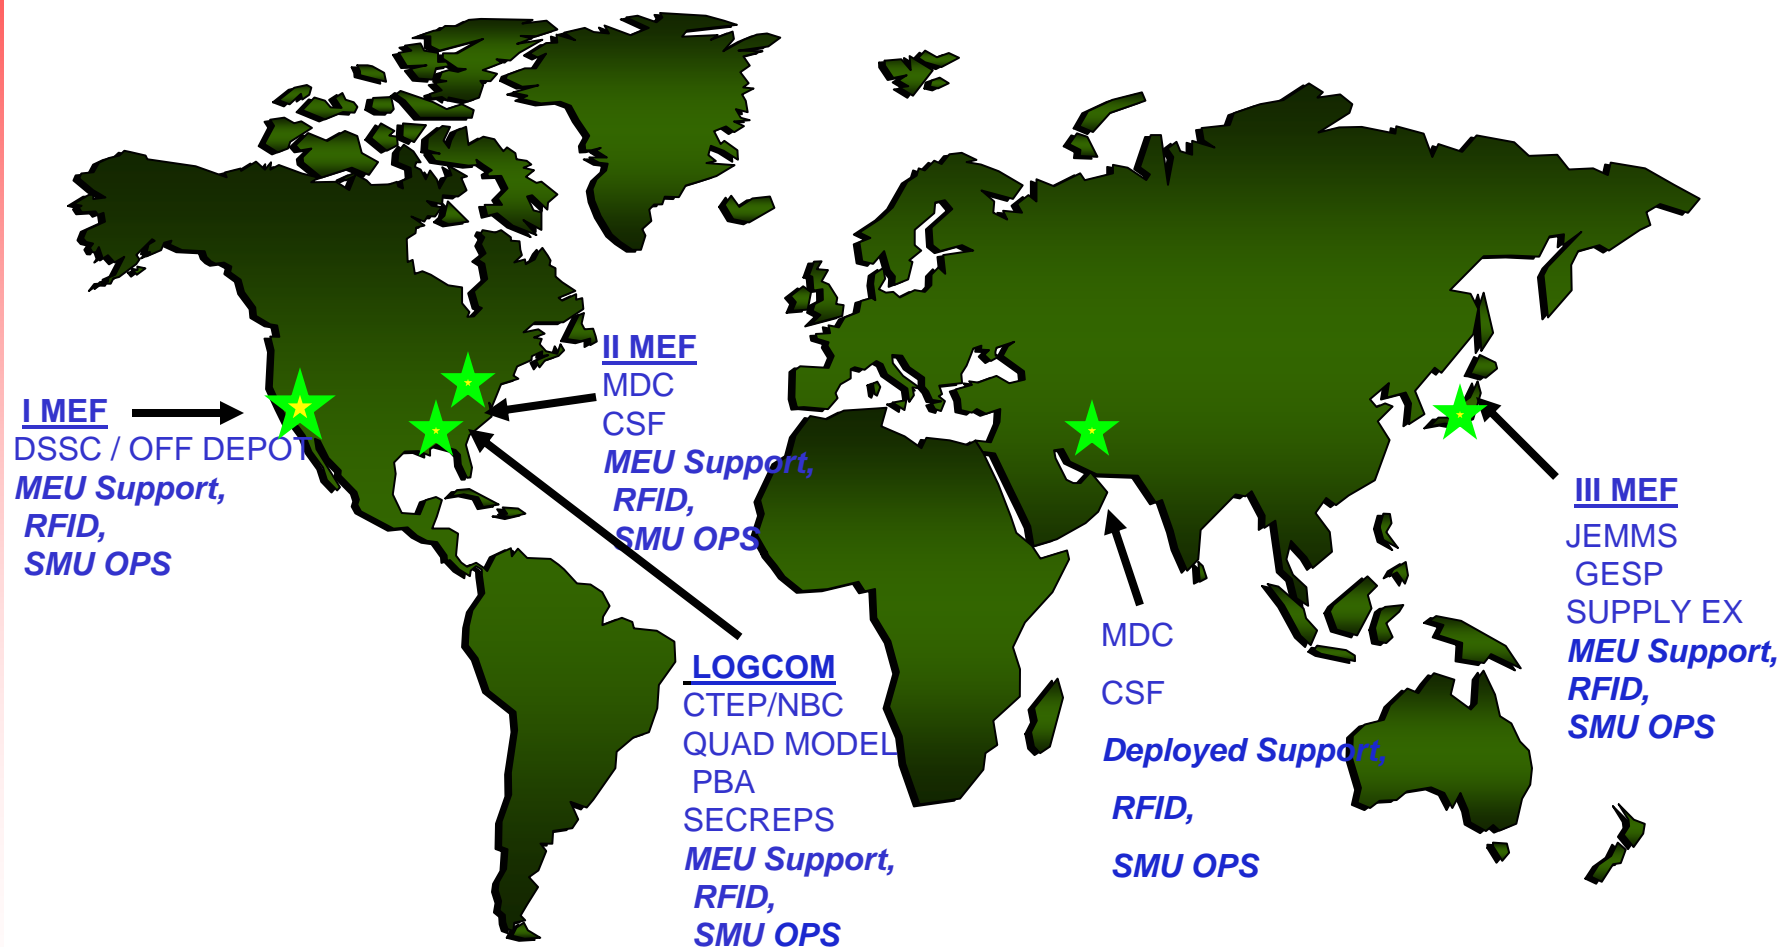 I MEF
DSSC / OFF DEPOT
MEU Support,
RFID,
SMU OPS
II MEF
MDC
CSF
MEU Support,
RFID,
SMU OPS
LOGCOM
CTEP/NBC
QUAD MODEL
PBA
SECREPS
MEU Support,
RFID,
SMU OPS
MDC
CSF
Deployed Support,
RFID,
SMU OPS
III MEF
JEMMS
GESP
SUPPLY EX
MEU Support,
RFID,
SMU OPS